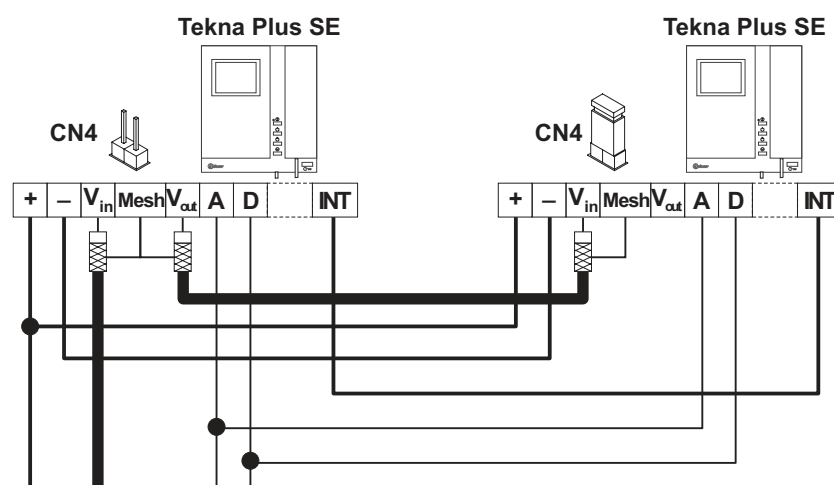 Tekna Plus SE
Tekna Plus SE
CN4
CN4
+ – Vin Mesh Vout A D INT
+ – Vin Mesh Vout A D INT